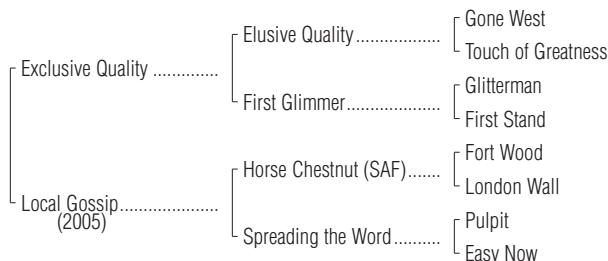 Gone West
Elusive Quality ..................
Touch of Greatness
Exclusive Quality ..............
Glitterman
First Glimmer....................
First Stand
Fort Wood
Horse Chestnut (SAF).......
London Wall
Local Gossip.....................
(2005)
Pulpit
Spreading the Word..........
Easy Now